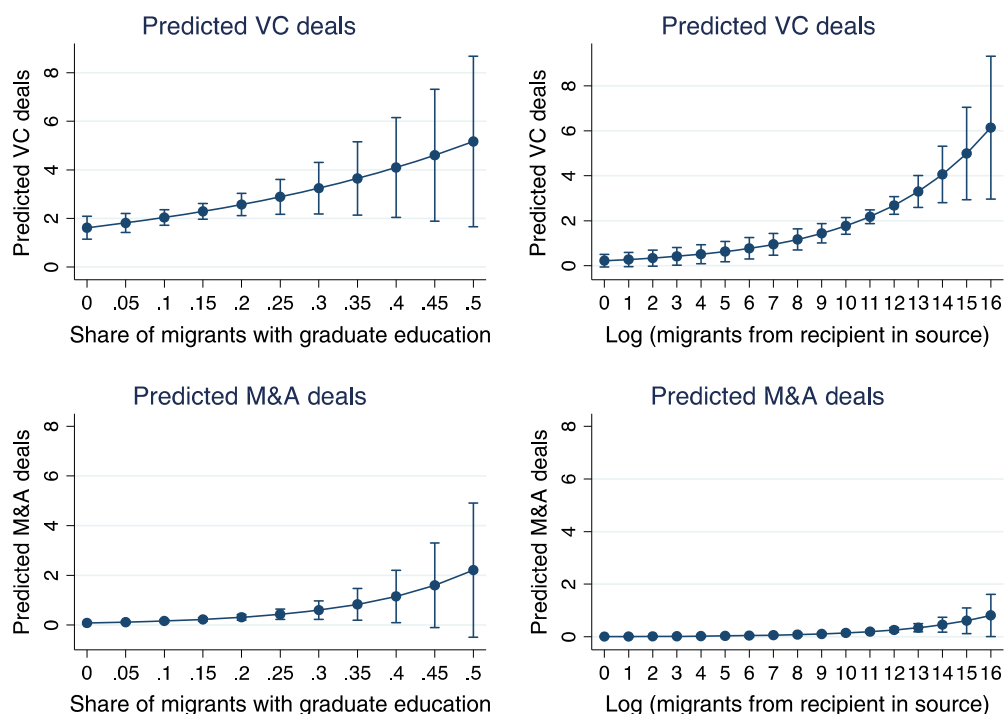 Predicted VC deals
Predicted VC deals
8
6
4
2
0
0 .05 .1 .15 .2 .25 .3 .35 .4 .45 .5
Share of migrants with graduate education
Predicted VC deals
Predicted VC deals
8
6
4
2
0
0 1 2 3 4 5 6 7 8 9 10 11 12 13 14 15 16
Log (migrants from recipient in source)
Predicted M&A deals
Predicted M&A deals
8
6
4
2
0
0 .05 .1 .15 .2 .25 .3 .35 .4 .45 .5
Share of migrants with graduate education
Predicted M&A deals
Predicted M&A deals
8
6
4
2
0
0 1 2 3 4 5 6 7 8 9 10 11 12 13 14 15 16
Log (migrants from recipient in source)